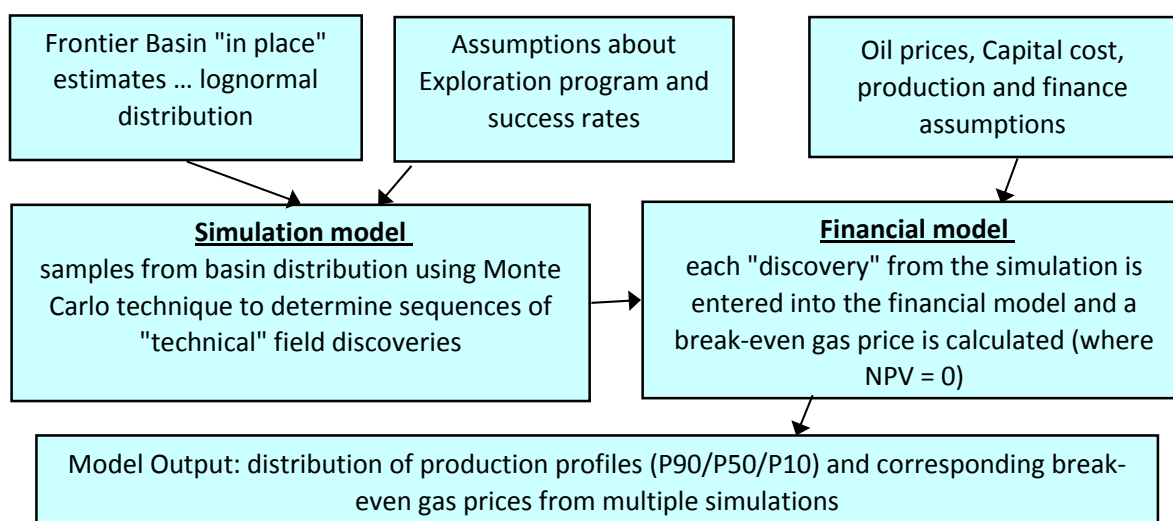 Frontier Basin "in place"
estimates … lognormal
distribution
Assumptions about
Exploration program and
success rates
Oil prices, Capital cost,
production and finance
assumptions
Simulation model
samples from basin distribution using Monte
Carlo technique to determine sequences of
"technical" field discoveries
Financial model
each "discovery" from the simulation is
entered into the financial model and a
break-even gas price is calculated (where
NPV = 0)
Model Output: distribution of production profiles (P90/P50/P10) and corresponding break-
even gas prices from multiple simulations